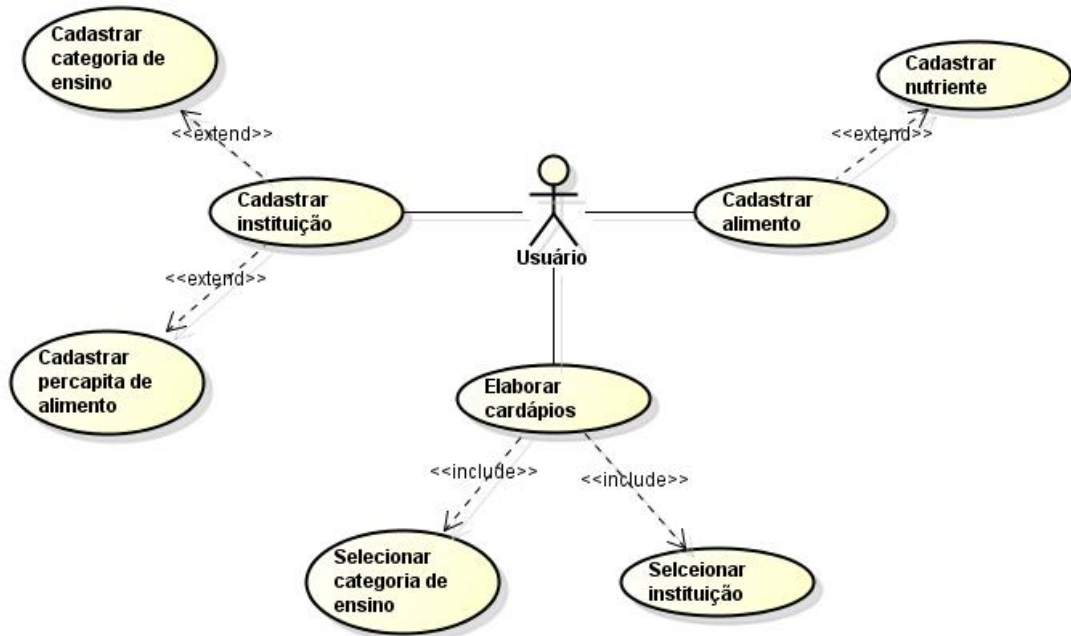 Cadastrar
categoria de
ensino
Cadastrar
nutriente
<<extend>>
<<extend>>
Cadastrar
instituição
Cadastrar
alimento
Usuário
<<extend>>
Cadastrar
percapita de
alimento
Elaborar
cardápios
<<include>>
<<include>>
Selecionar
categoria de
ensino
Selceionar
instituição